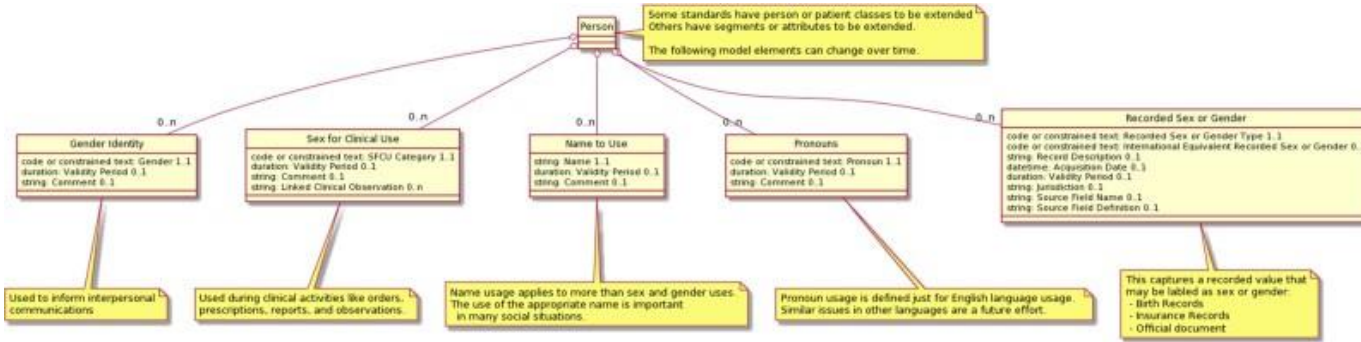 Person
Some standards have person or patient classes to be extended
Others have segments or attributes to be extended.
The following model elements can change over time.
0..n
0..n
0..n
0..n
0..n
Gender Identity
code or constrained text: Gender 1..1
duration: Validity Period 0..1
string: Comment 0..1
Sex for Clinical Use
code or constrained text: SFCU Category 1..1
duration: Validity Period 0..1
string: Comment 0..1
string: Linked Clinical Observation 0..n
Name to Use
string: Name 1..1
duration: Validity Period 0..1
string: Comment 0..1
Pronouns
code or constrained text: Pronoun 1..1
duration: Validity Period 0..1
string: Comment 0..1
Recorded Sex or Gender
code or constrained text: Recorded Sex or Gender Type 1..1
code or constrained text: International Equivalent Recorded Sex or Gender 0..
string: Record Description 0..1
datetime: Acquisition Date 0..1
duration: Validity Period 0..1
string: Jurisdiction 0..1
string: Source Field Name 0..1
string: Source Field Definition 0..1
Used to inform interpersonal
communications
Used during clinical activities like orders,
prescriptions, reports, and observations.
Name usage applies to more than sex and gender uses.
The use of the appropriate name is important
in many social situations.
Pronoun usage is defined just for English language usage.
Similar issues in other languages are a future effort.
This captures a recorded value that
may be labled as sex or gender:
- Birth Records
- Insurance Records
- Official document